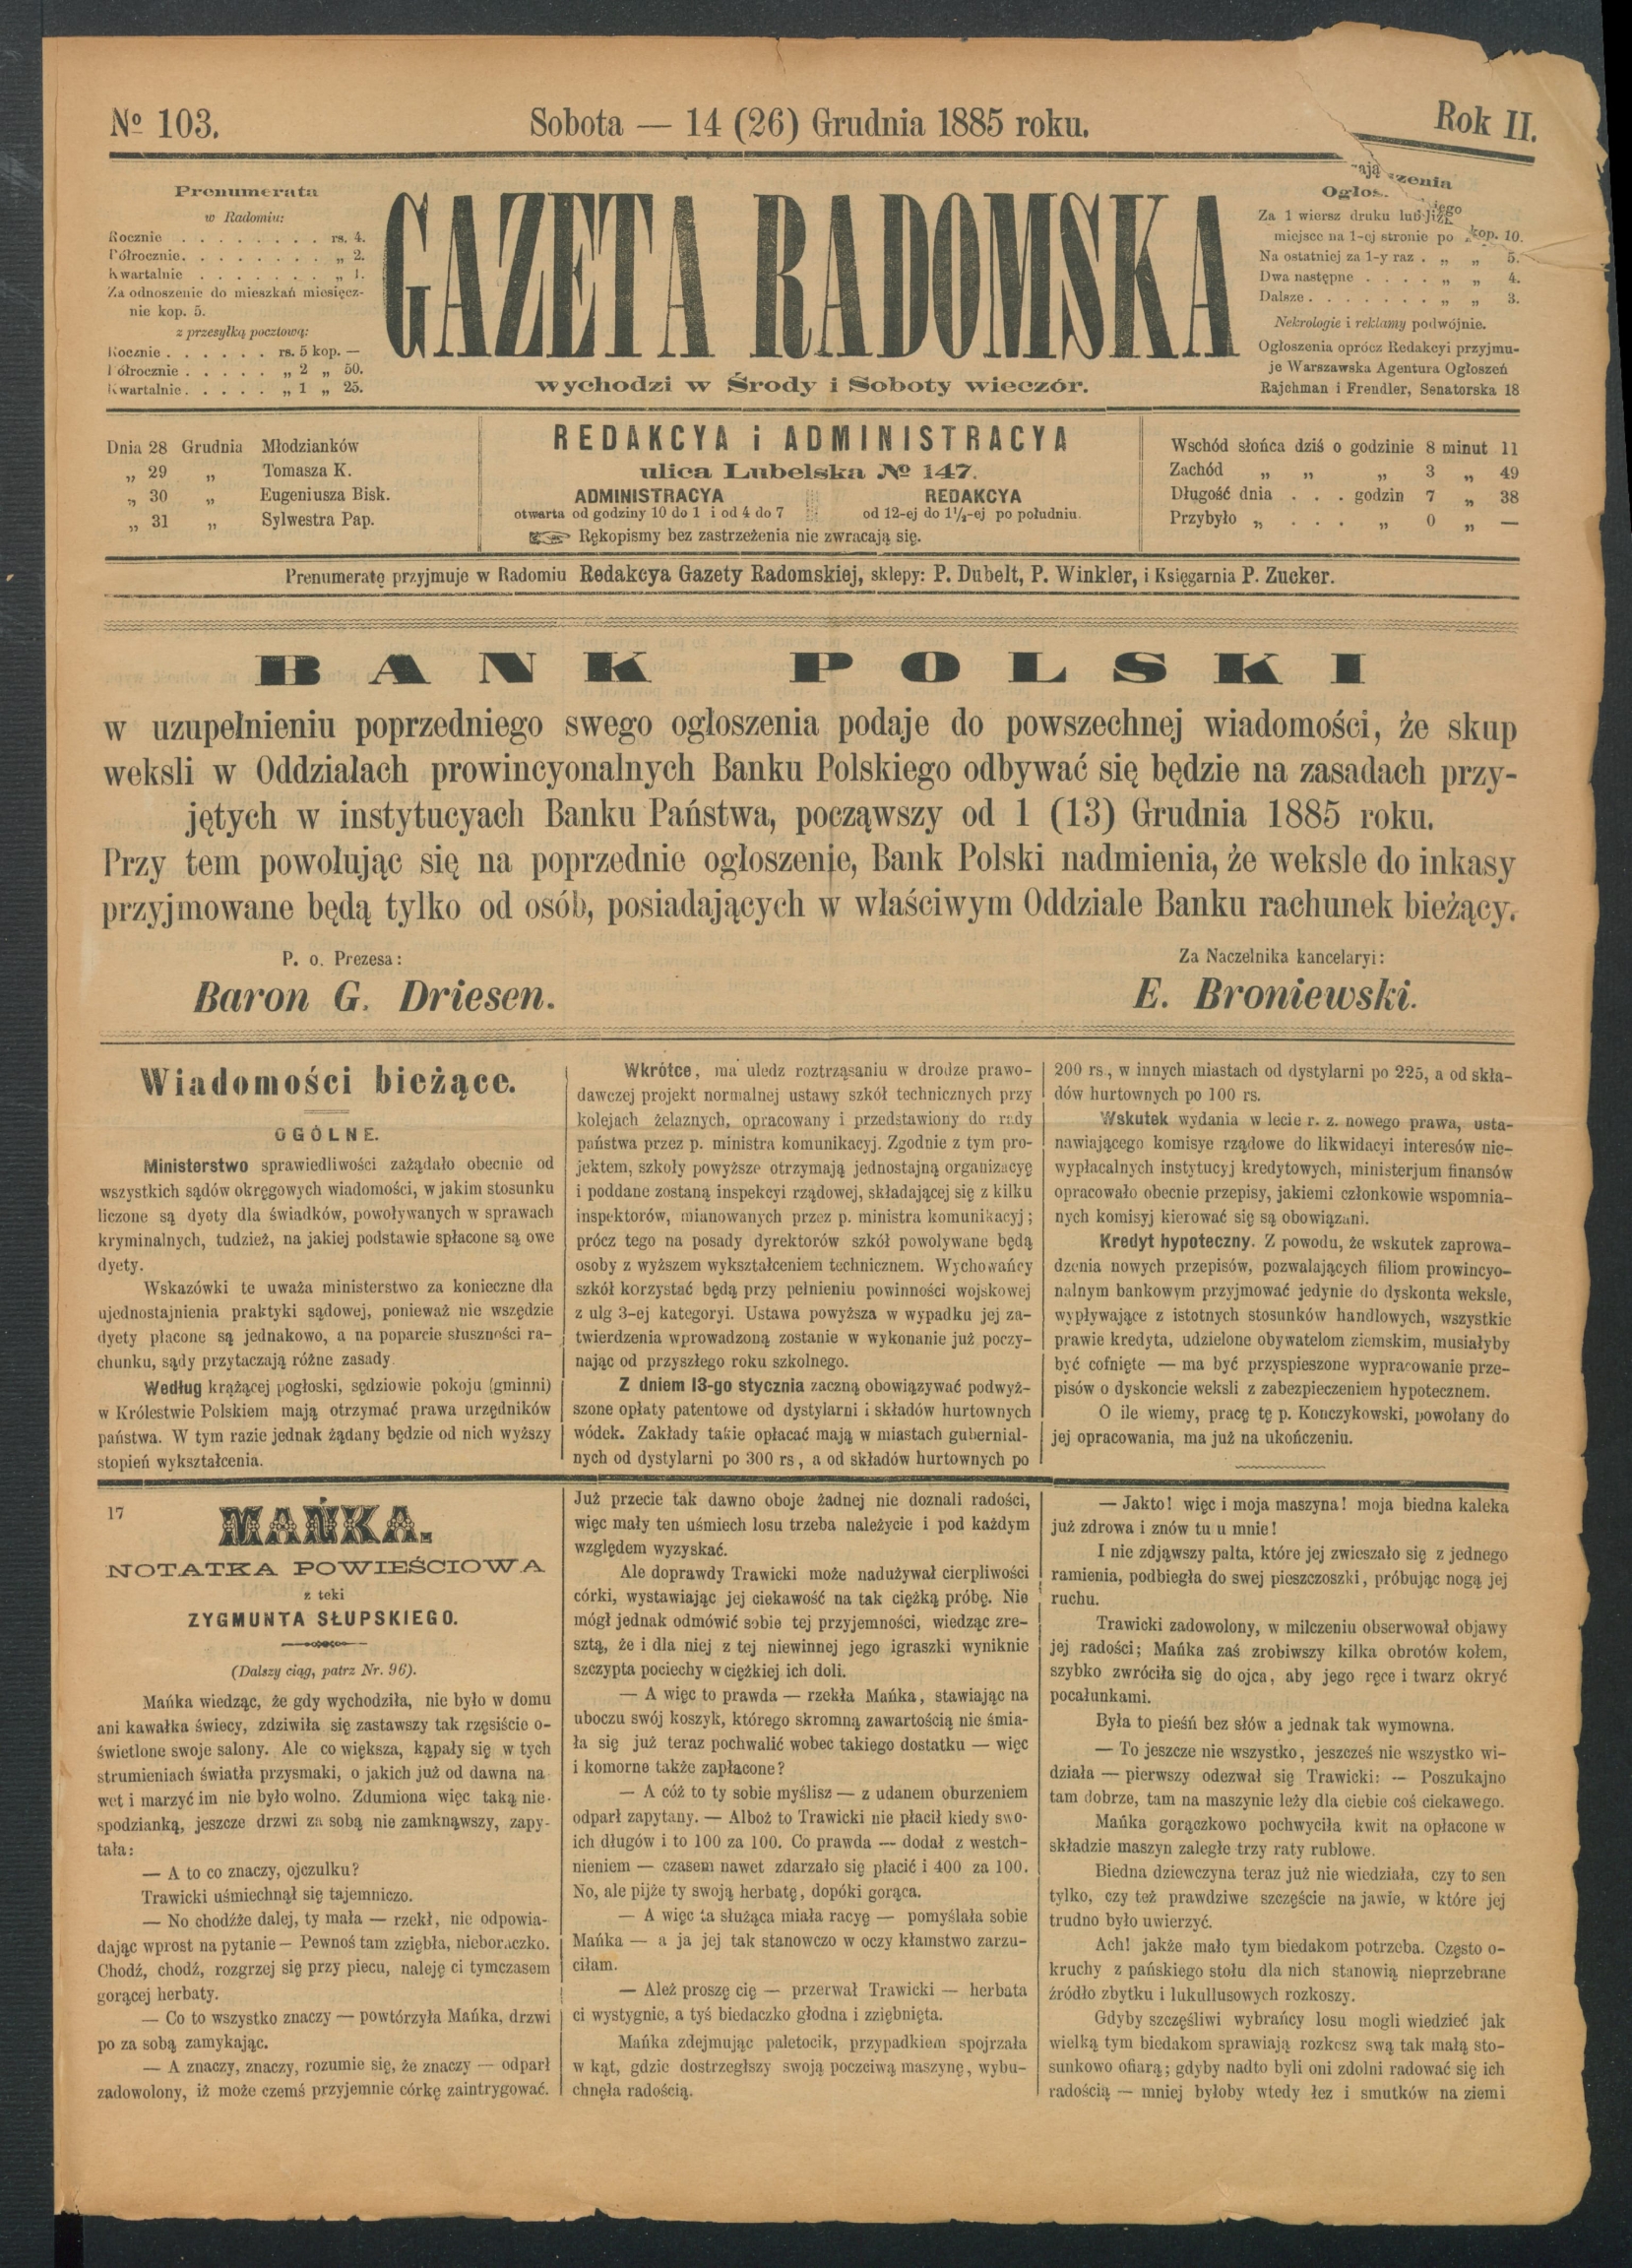 № 103.
Sobota — 14 (26) Grudnia 1885 roku.
Rok II.
Prenumerata
w Radomiu:
Rocznie . . . . . . . . rs. 4.
Półrocznie. . . . . . . . „ 2.
Kwartalnie . . . . . . . „ 1.
Za odnoszenie do mieszkań miesięcz-
nie kop. 5.
z przesyłką pocztową:
Rocznie . . . . . . rs. 5 kop. —
Półrocznie . . . . . „ 2 „ 50.
Kwartalnie. . . . . „ 1 „ 25.
GAZETA RADOMSKA
wychodzi w Środy i Soboty wieczór.
Za 1 wiersz druku lub
miejsce na 1-ej stronie po kop. 10.
Na ostatniej za 1-y raz . „ „ 5.
Dwa następne . . . . „ „ 4.
Dalsze . . . . . . . „ „ 3.
Nekrologie i reklamy podwójnie.
Ogłoszenia oprócz Redakcyi przyjmu-
je Warszawska Agentura Ogłoszeń
Rajchman i Frendler, Senatorska 18
Dnia 28 Grudnia Młodzianków
„ 29 „ Tomasza K.
„ 30 „ Eugeniusza Bisk.
„ 31 „ Sylwestra Pap.
REDAKCYA i ADMINISTRACYA
ulica Lubelska № 147.
ADMINISTRACYA
otwarta od godziny 10 do 1 i od 4 do 7
REDAKCYA
od 12-ej do 1½-ej po południu.
Rękopismy bez zastrzeżenia nie zwracają się.
Wschód słońca dziś o godzinie 8 minut 11
Zachód „ „ „ 3 „ 49
Długość dnia . . . godzin 7 „ 38
Przybyło „ . . . „ 0 „ —
Prenumeratę przyjmuje w Radomiu Redakcya Gazety Radomskiej, sklepy: P. Dubelt, P. Winkler, i Księgarnia P. Zucker.
BANK POLSKI
w uzupełnieniu poprzedniego swego ogłoszenia podaje do powszechnej wiadomości, że skup
weksli w Oddziałach prowincyonalnych Banku Polskiego odbywać się będzie na zasadach przy-
jętych w instytucyach Banku Państwa, począwszy od 1 (13) Grudnia 1885 roku.
Przy tem powołując się na poprzednie ogłoszenie, Bank Polski nadmienia, że weksle do inkasy
przyjmowane będą tylko od osób, posiadających w właściwym Oddziale Banku rachunek bieżący.
P. o. Prezesa:
Baron G. Driesen.
Za Naczelnika kancelaryi:
E. Broniewski.
Wiadomości bieżące.
OGÓLNE.
Ministerstwo sprawiedliwości zażądało obecnie od
wszystkich sądów okręgowych wiadomości, w jakim stosunku
liczone są dyety dla świadków, powoływanych w sprawach
kryminalnych, tudzież, na jakiej podstawie spłacone są owe
dyety.
Wskazówki te uważa ministerstwo za konieczne dla
ujednostajnienia praktyki sądowej, ponieważ nie wszędzie
dyety płacone są jednakowo, a na poparcie słuszności ra-
chunku, sądy przytaczają różne zasady.
Według krążącej pogłoski, sędziowie pokoju (gminni)
w Królestwie Polskiem mają otrzymać prawa urzędników
państwa. W tym razie jednak żądany będzie od nich wyższy
stopień wykształcenia.
Wkrótce, ma uledz roztrząsaniu w drodze prawo-
dawczej projekt normalnej ustawy szkół technicznych przy
kolejach żelaznych, opracowany i przedstawiony do rady
państwa przez p. ministra komunikacyj. Zgodnie z tym pro-
jektem, szkoły powyższe otrzymają jednostajną organizacyę
i poddane zostaną inspekcyi rządowej, składającej się z kilku
inspektorów, mianowanych przez p. ministra komunikacyj;
prócz tego na posady dyrektorów szkół powoływane będą
osoby z wyższem wykształceniem technicznem. Wychowańcy
szkół korzystać będą przy pełnieniu powinności wojskowej
z ulg 3-ej kategoryi. Ustawa powyższa w wypadku jej za-
twierdzenia wprowadzoną zostanie w wykonanie już poczy-
nając od przyszłego roku szkolnego.
Z dniem 13-go stycznia zaczną obowiązywać podwyż-
szone opłaty patentowe od dystylarni i składów hurtownych
wódek. Zakłady takie opłacać mają w miastach gubernial-
nych od dystylarni po 300 rs, a od składów hurtownych po
200 rs., w innych miastach od dystylarni po 225, a od skła-
dów hurtownych po 100 rs.
Wskutek wydania w lecie r. z. nowego prawa, usta-
nawiającego komisye rządowe do likwidacyi interesów nie-
wypłacalnych instytucyj kredytowych, ministerjum finansów
opracowało obecnie przepisy, jakiemi członkowie wspomnia-
nych komisyj kierować się są obowiązani.
Kredyt hypoteczny. Z powodu, że wskutek zaprowa-
dzenia nowych przepisów, pozwalających filiom prowincyo-
nalnym bankowym przyjmować jedynie do dyskonta weksle,
wypływające z istotnych stosunków handlowych, wszystkie
prawie kredyta, udzielone obywatelom ziemskim, musiałyby
być cofnięte — ma być przyspieszone wypracowanie prze-
pisów o dyskoncie weksli z zabezpieczeniem hypotecznem.
O ile wiemy, pracę tę p. Konczykowski, powołany do
jej opracowania, ma już na ukończeniu.
17
MAŃKA.
NOTATKA POWIEŚCIOWA
z teki
ZYGMUNTA SŁUPSKIEGO.
(Dalszy ciąg, patrz Nr. 96).
Mańka wiedząc, że gdy wychodziła, nie było w domu
ani kawałka świecy, zdziwiła się zastawszy tak rzęsiście o-
świetlone swoje salony. Ale co większa, kąpały się w tych
strumieniach światła przysmaki, o jakich już od dawna na
wet i marzyć im nie było wolno. Zdumiona więc taką nie-
spodzianką, jeszcze drzwi za sobą nie zamknąwszy, zapy-
tała:
— A to co znaczy, ojczulku?
Trawicki uśmiechnął się tajemniczo.
— No chodźże dalej, ty mała — rzekł, nie odpowia-
dając wprost na pytanie — Pewnoś tam zziębła, nieboraczko.
Chodź, chodź, rozgrzej się przy piecu, naleję ci tymczasem
gorącej herbaty.
— Co to wszystko znaczy — powtórzyła Mańka, drzwi
po za sobą zamykając.
— A znaczy, znaczy, rozumie się, że znaczy — odparł
zadowolony, iż może czemś przyjemnie córkę zaintrygować.
Już przecie tak dawno oboje żadnej nie doznali radości,
więc mały ten uśmiech losu trzeba należycie i pod każdym
względem wyzyskać.
Ale doprawdy Trawicki może nadużywał cierpliwości
córki, wystawiając jej ciekawość na tak ciężką próbę. Nie
mógł jednak odmówić sobie tej przyjemności, wiedząc zre-
sztą, że i dla niej z tej niewinnej jego igraszki wyniknie
szczypta pociechy w ciężkiej ich doli.
— A więc to prawda — rzekła Mańka, stawiając na
uboczu swój koszyk, którego skromną zawartością nie śmia-
ła się już teraz pochwalić wobec takiego dostatku — więc
i komorne także zapłacone?
— A cóż to ty sobie myślisz — z udanem oburzeniem
odparł zapytany. — Alboż to Trawicki nie płacił kiedy swo-
ich długów i to 100 za 100. Co prawda — dodał z westch-
nieniem — czasem nawet zdarzało się płacić i 400 za 100.
No, ale pijże ty swoją herbatę, dopóki gorąca.
— A więc ta służąca miała racyę — pomyślała sobie
Mańka — a ja jej tak stanowczo w oczy kłamstwo zarzu-
ciłam.
— Ależ proszę cię — przerwał Trawicki — herbata
ci wystygnie, a tyś biedaczko głodna i zziębnięta.
Mańka zdejmując paletocik, przypadkiem spojrzała
w kąt, gdzie dostrzegłszy swoją poczciwą maszynę, wybu-
chnęła radością.
— Jakto! więc i moja maszyna! moja biedna kaleka
już zdrowa i znów tu u mnie!
I nie zdjąwszy palta, które jej zwieszało się z jednego
ramienia, podbiegła do swej pieszczoszki, próbując nogą jej
ruchu.
Trawicki zadowolony, w milczeniu obserwował objawy
jej radości; Mańka zaś zrobiwszy kilka obrotów kołem,
szybko zwróciła się do ojca, aby jego ręce i twarz okryć
pocałunkami.
Była to pieśń bez słów a jednak tak wymowna.
— To jeszcze nie wszystko, jeszcześ nie wszystko wi-
działa — pierwszy odezwał się Trawicki: — Poszukajno
tam dobrze, tam na maszynie leży dla ciebie coś ciekawego.
Mańka gorączkowo pochwyciła kwit na opłacone w
składzie maszyn zaległe trzy raty rublowe.
Biedna dziewczyna teraz już nie wiedziała, czy to sen
tylko, czy też prawdziwe szczęście na jawie, w które jej
trudno było uwierzyć.
Ach! jakże mało tym biedakom potrzeba. Często o-
kruchy z pańskiego stołu dla nich stanowią nieprzebrane
źródło zbytku i lukullusowych rozkoszy.
Gdyby szczęśliwi wybrańcy losu mogli wiedzieć jak
wielką tym biedakom sprawiają rozkosz swą tak małą sto-
sunkowo ofiarą; gdyby nadto byli oni zdolni radować się ich
radością — mniej byłoby wtedy łez i smutków na ziemi